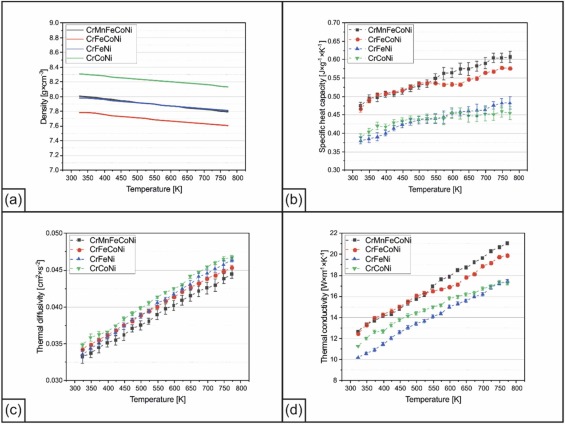 CrMnFeCoNi
CrFeCoNi
CrFeNi
CrCoNi
Density [g×cm⁻³]
9.0
8.8
8.6
8.4
8.2
8.0
7.8
7.6
7.4
7.2
7.0
300 350 400 450 500 550 600 650 700 750 800
Temperature [K]
(a)
CrMnFeCoNi
CrFeCoNi
CrFeNi
CrCoNi
Specific heat capacity [J×g⁻¹×K⁻¹]
0.70
0.65
0.60
0.55
0.50
0.45
0.40
0.35
0.30
300 350 400 450 500 550 600 650 700 750 800
Temperature [K]
(b)
CrMnFeCoNi
CrFeCoNi
CrFeNi
CrCoNi
Thermal diffusivity [cm²×s⁻²]
0.050
0.045
0.040
0.035
0.030
300 350 400 450 500 550 600 650 700 750 800
Temperature [K]
(c)
CrMnFeCoNi
CrFeCoNi
CrFeNi
CrCoNi
Thermal conductivity [W×m⁻¹×K⁻¹]
22
20
18
16
14
12
10
8
300 350 400 450 500 550 600 650 700 750 800
Temperature [K]
(d)